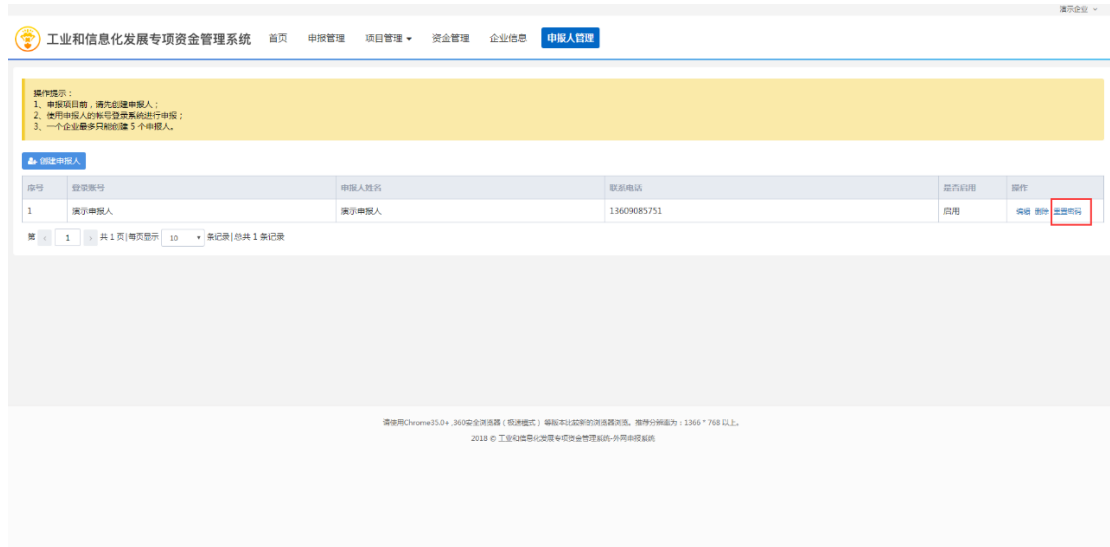 演示企业
工业和信息化发展专项资金管理系统 首页 申报管理 项目管理 资金管理 企业信息 申报人管理
操作提示：
1、申报项目前，请先创建申报人；
2、使用申报人的帐号登录系统进行申报；
3、一个企业最多只能创建 5 个申报人。
创建申报人
序号 登录账号 申报人姓名 联系电话 是否启用 操作
1 演示申报人 演示申报人 13609085751 启用 编辑 删除 重置密码
第 1 共 1 页|每页显示 10 条记录|总共 1 条记录
请使用Chrome35.0+ ,360安全浏览器（极速模式）等版本比较新的浏览器浏览。推荐分辨率为：1366 * 768 以上。
2018 © 工业和信息化发展专项资金管理系统-外网申报系统